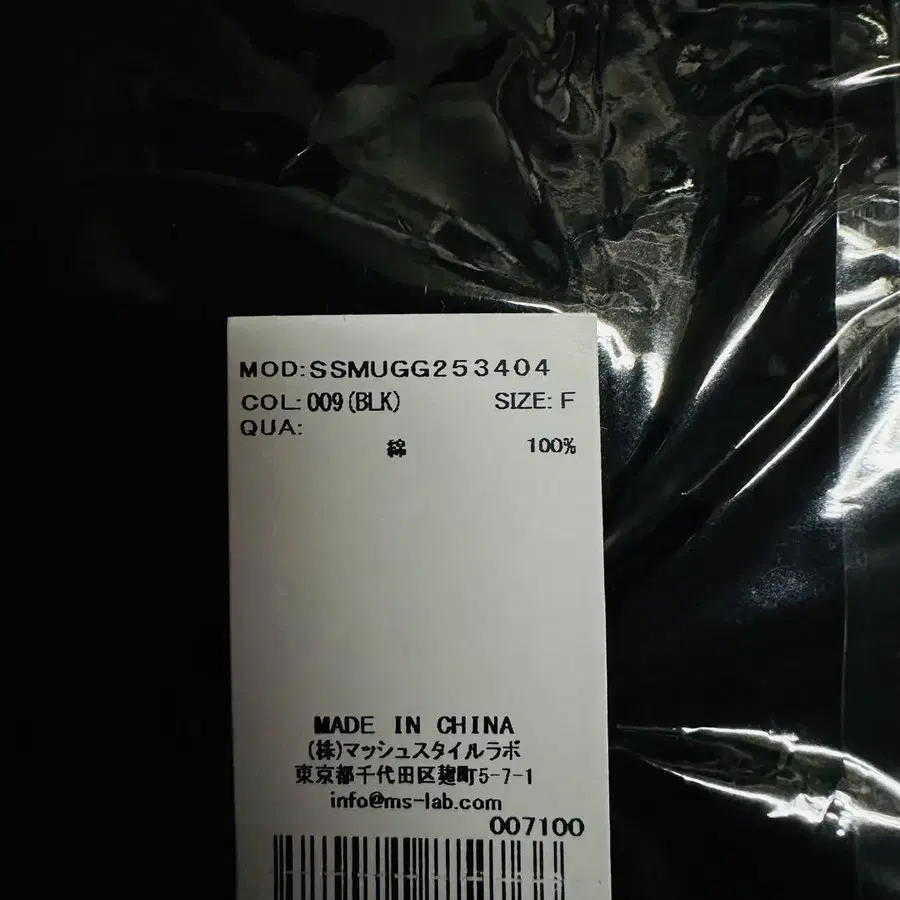 MOD:SSMUGG253404
COL:009(BLK) SIZE:F
QUA:
綿 100%
MADE IN CHINA
(株)マッシュスタイルラボ
東京都千代田区麹町5-7-1
info@ms-lab.com
007100